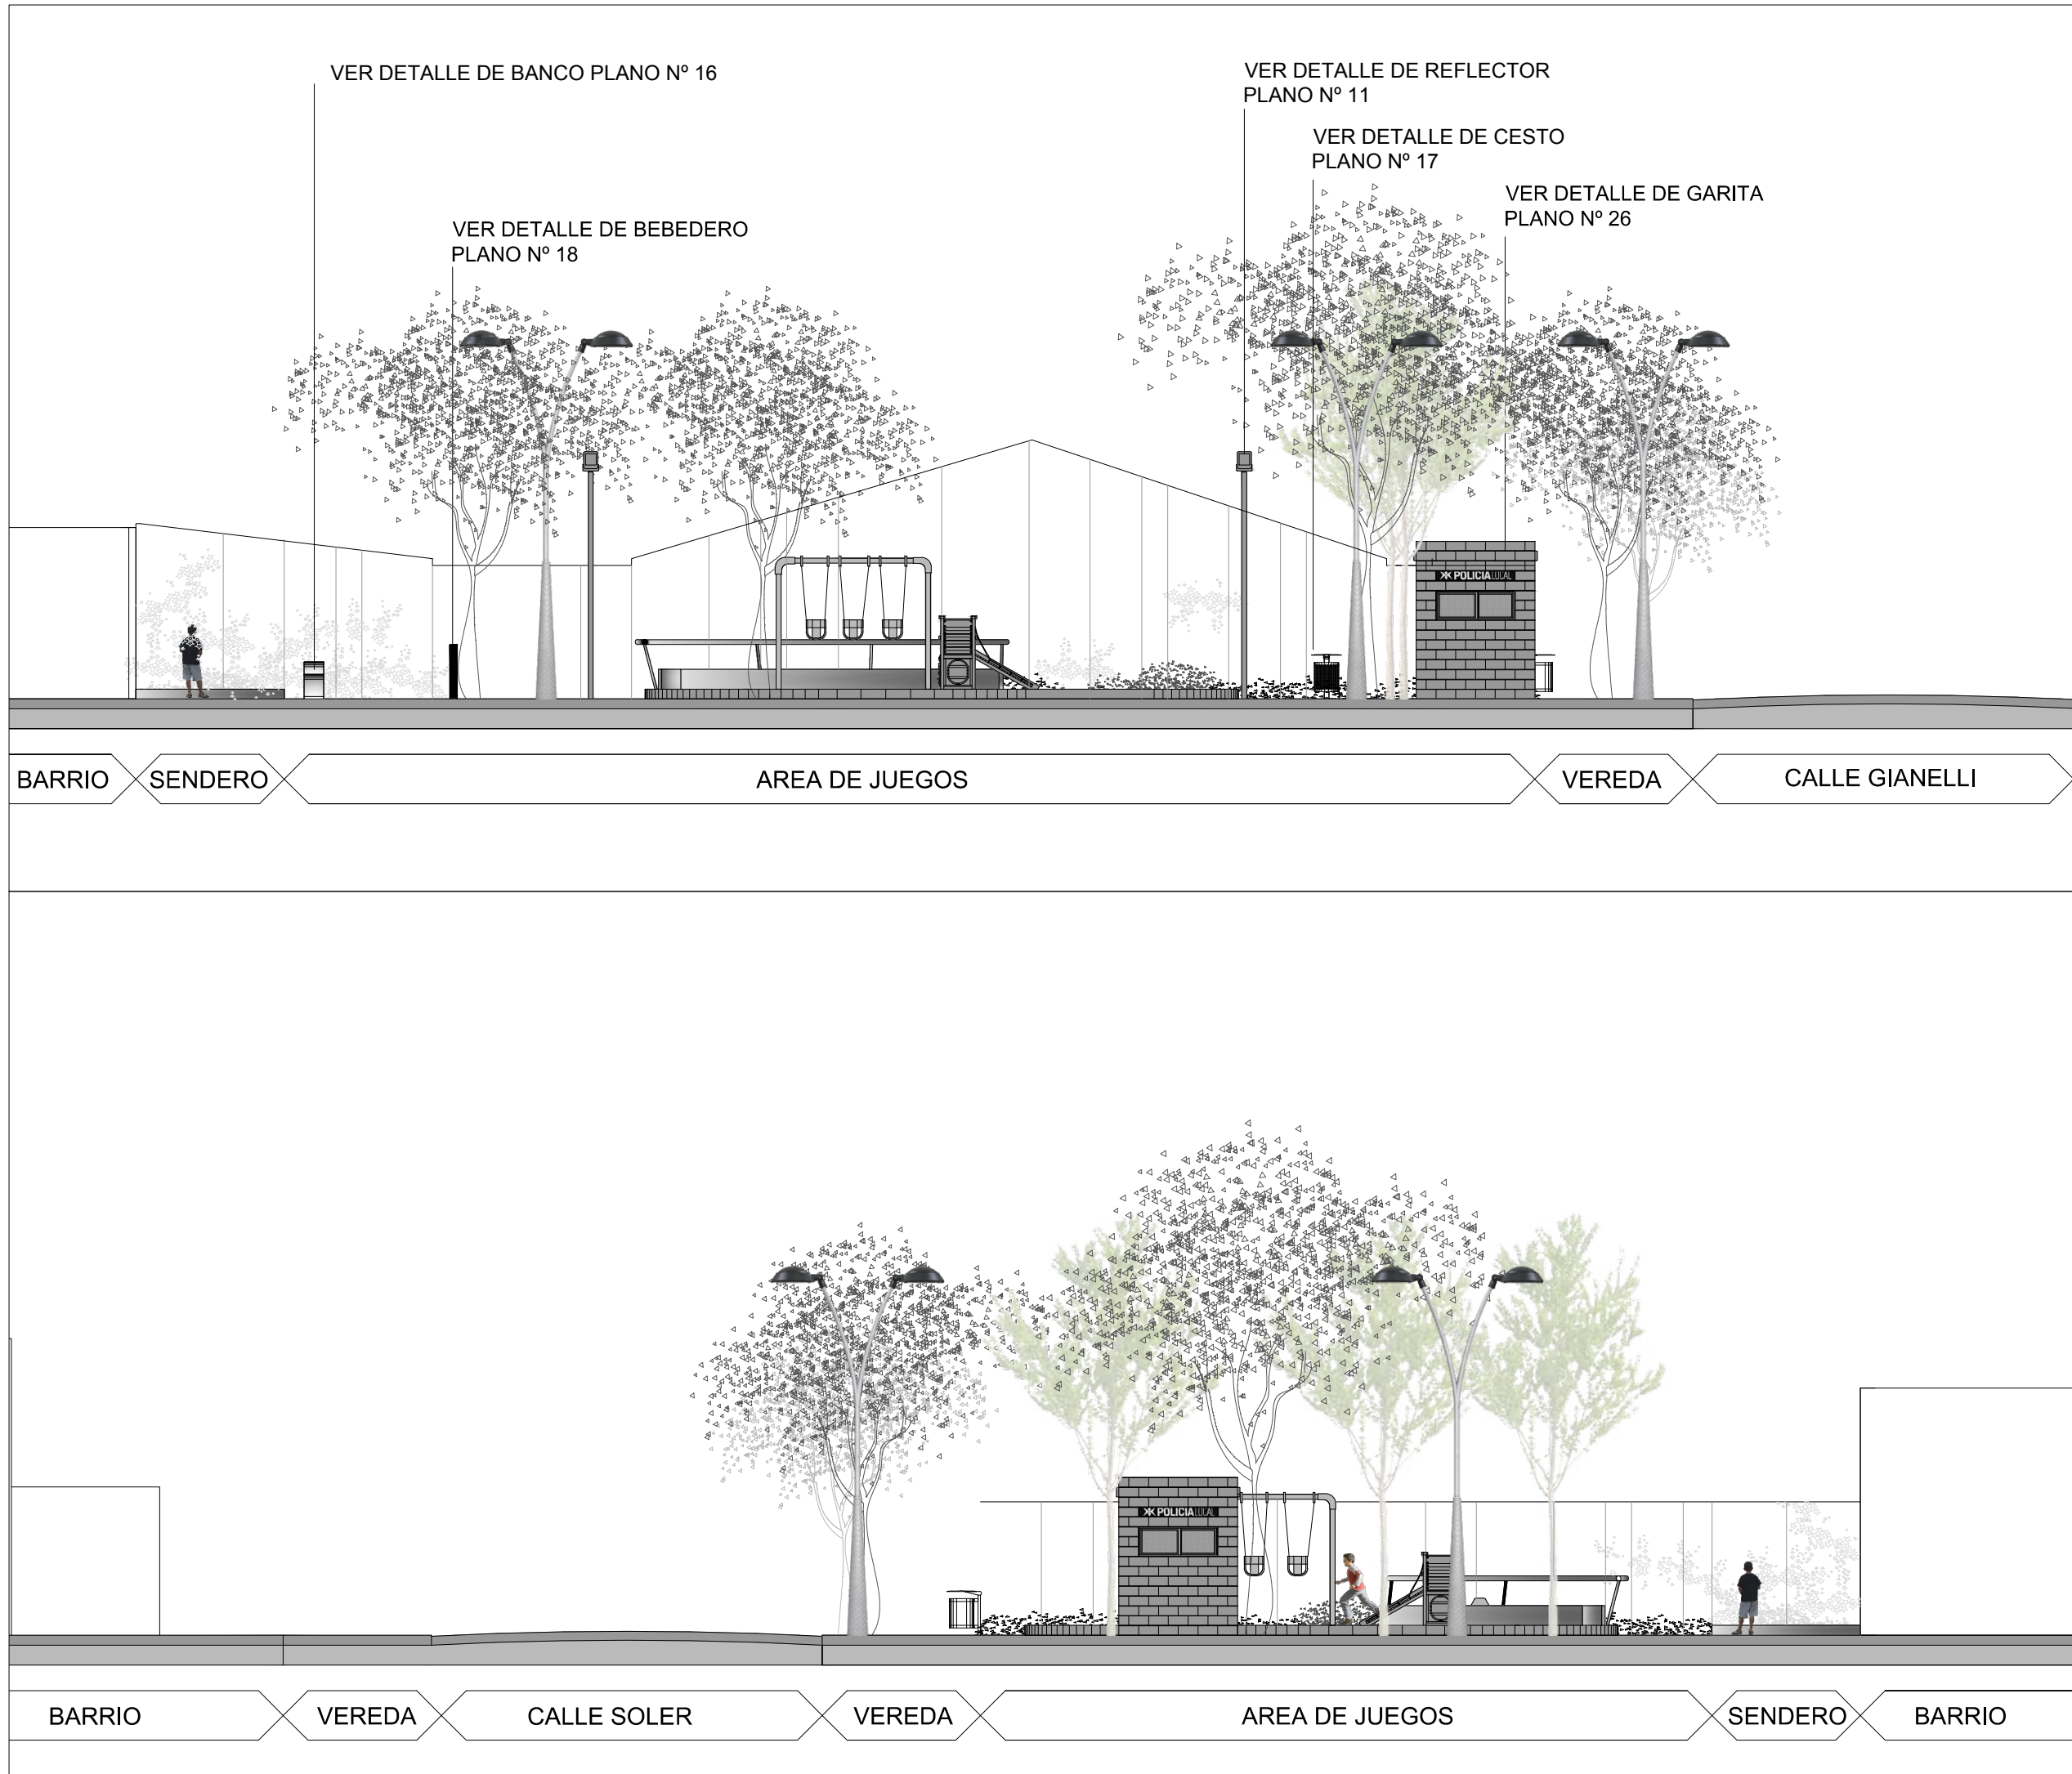 VER DETALLE DE BANCO PLANO Nº 16
VER DETALLE DE REFLECTOR
PLANO Nº 11
VER DETALLE DE CESTO
PLANO Nº 17
VER DETALLE DE GARITA
PLANO Nº 26
VER DETALLE DE BEBEDERO
PLANO Nº 18
POLICIA LOCAL
BARRIO
SENDERO
AREA DE JUEGOS
VEREDA
CALLE GIANELLI
POLICIA LOCAL
BARRIO
VEREDA
CALLE SOLER
VEREDA
AREA DE JUEGOS
SENDERO
BARRIO